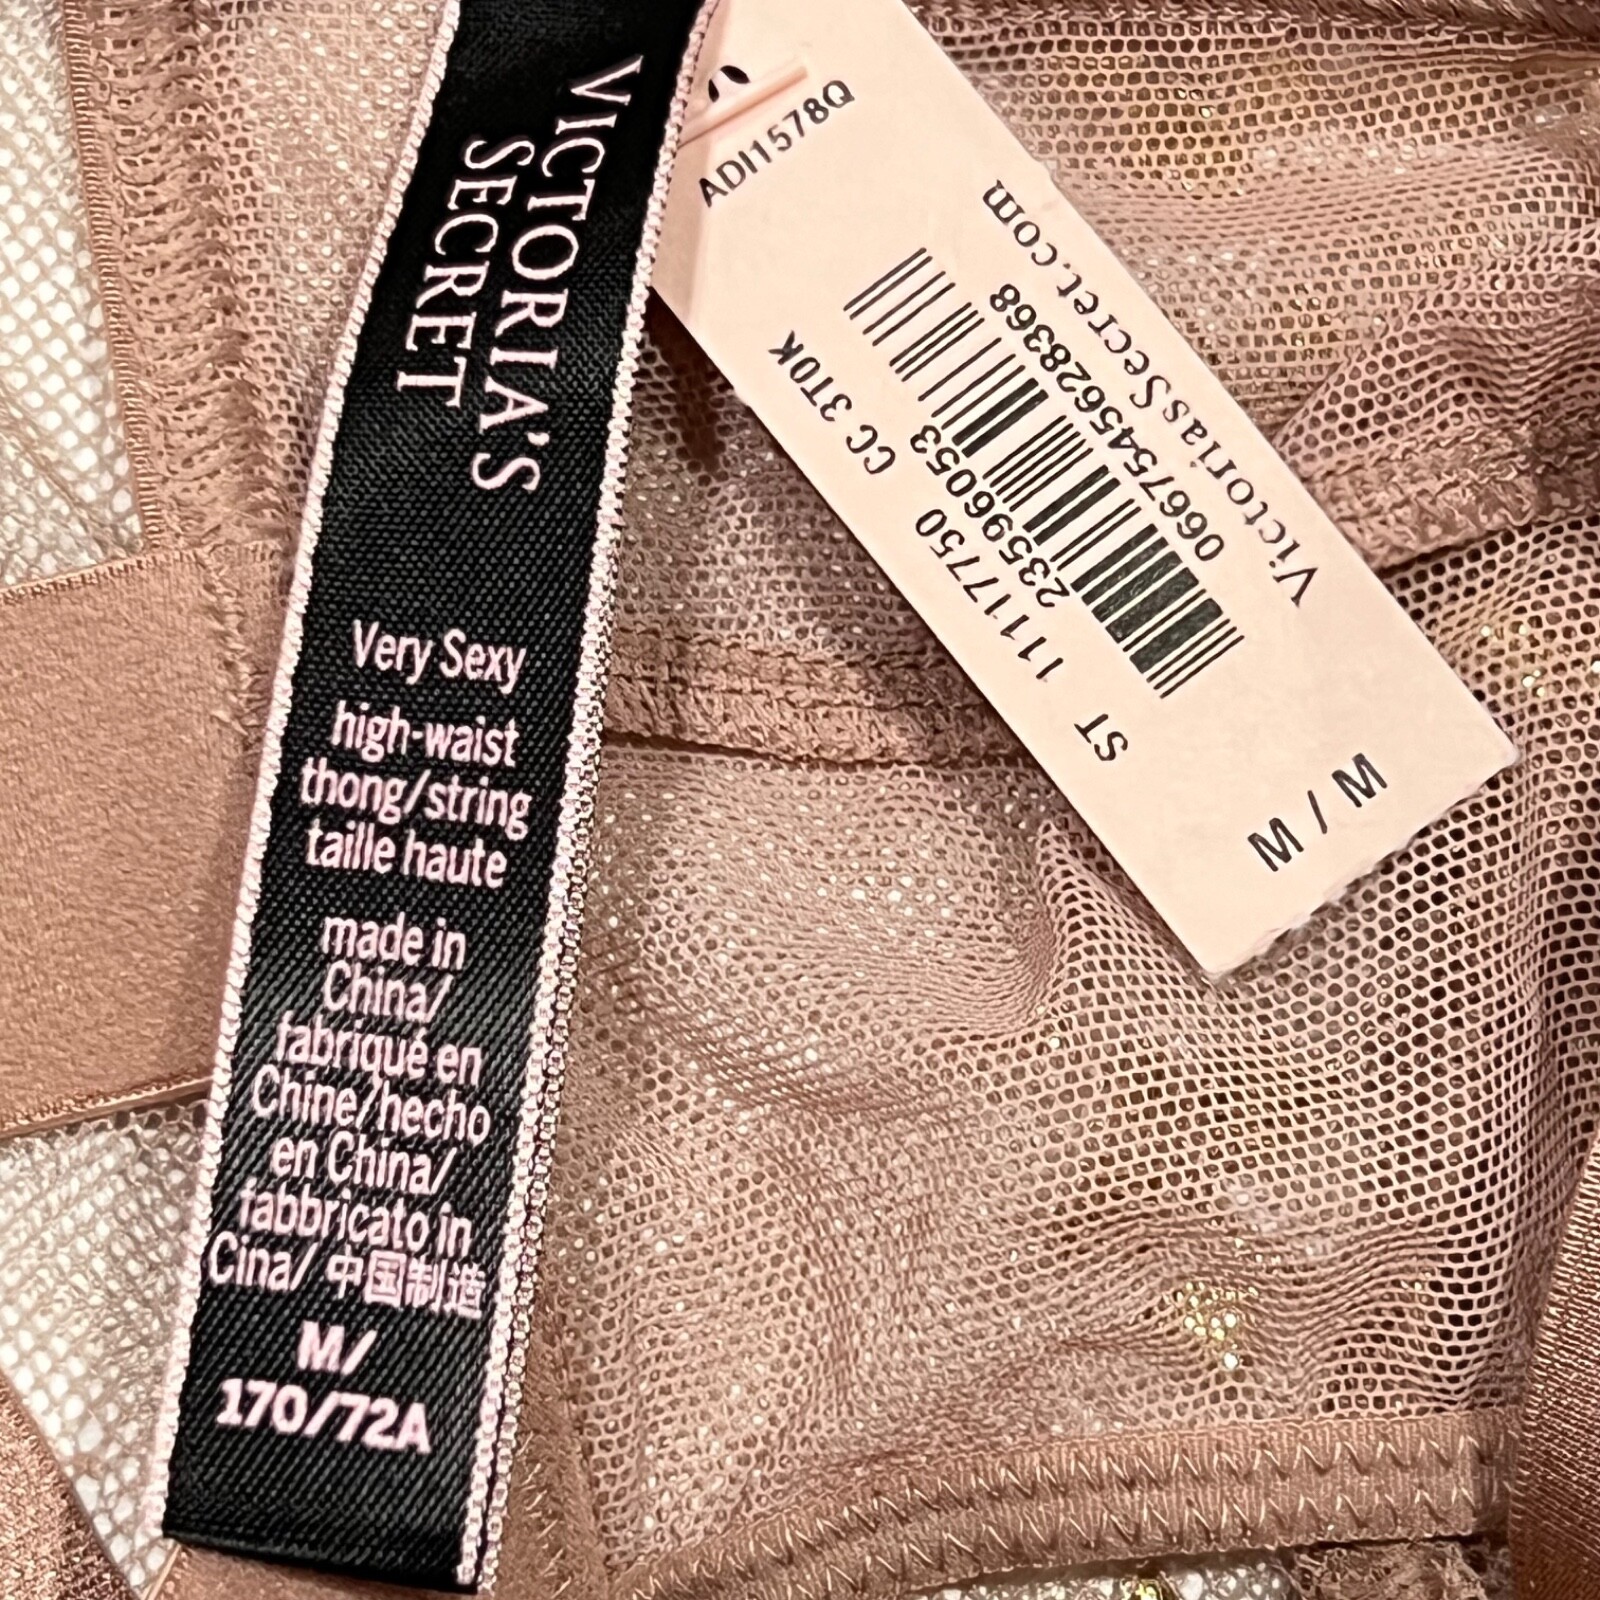 VICTORIA'S
SECRET
Very Sexy
high-waist
thong/string
taille haute
made in
China/
fabriqué en
Chine/hecho
en China/
fabbricato in
Cina/ 中国制造
M/
170/72A
ADI1578Q
VictoriasSecret.com
0667545628368
23596053
ST 11117750 CC 3T0K
M / M